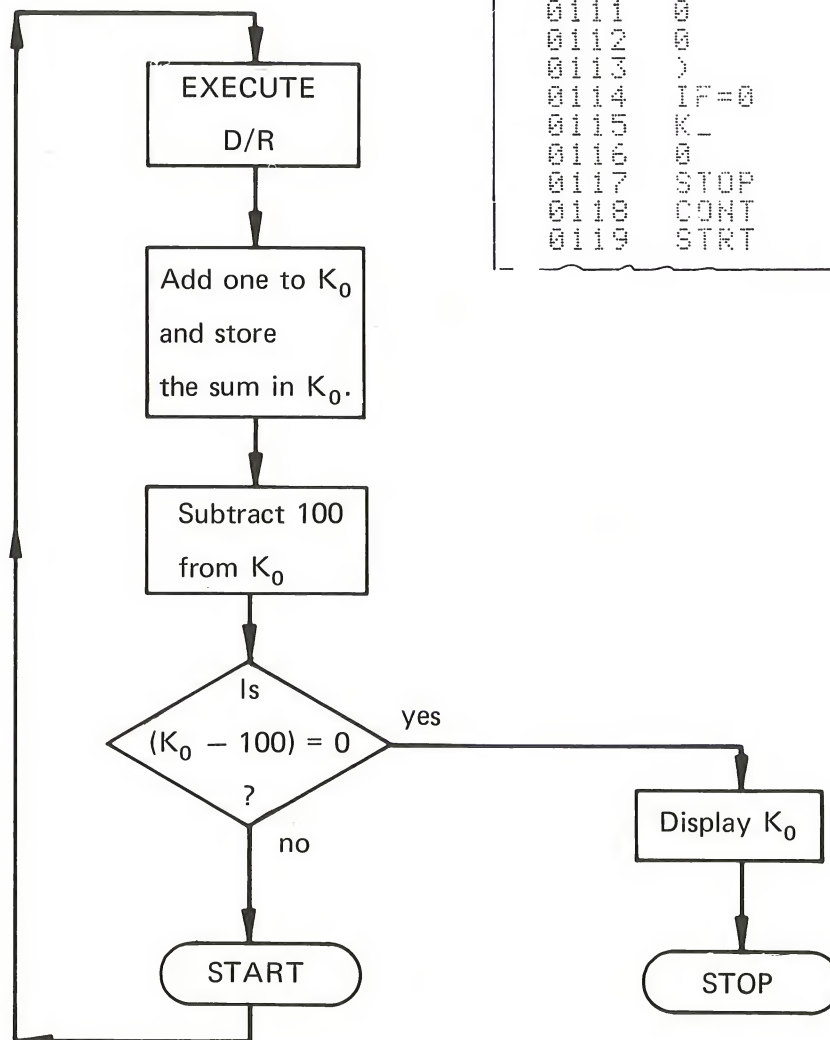 0111 0
0112 0
0113 )
0114 IF=0
0115 K_
0116 0
0117 STOP
0118 CONT
0119 STRT
EXECUTE
D/R
Add one to K₀
and store
the sum in K₀.
Subtract 100
from K₀
Is
(K₀ – 100) = 0
?
yes
no
Display K₀
START
STOP